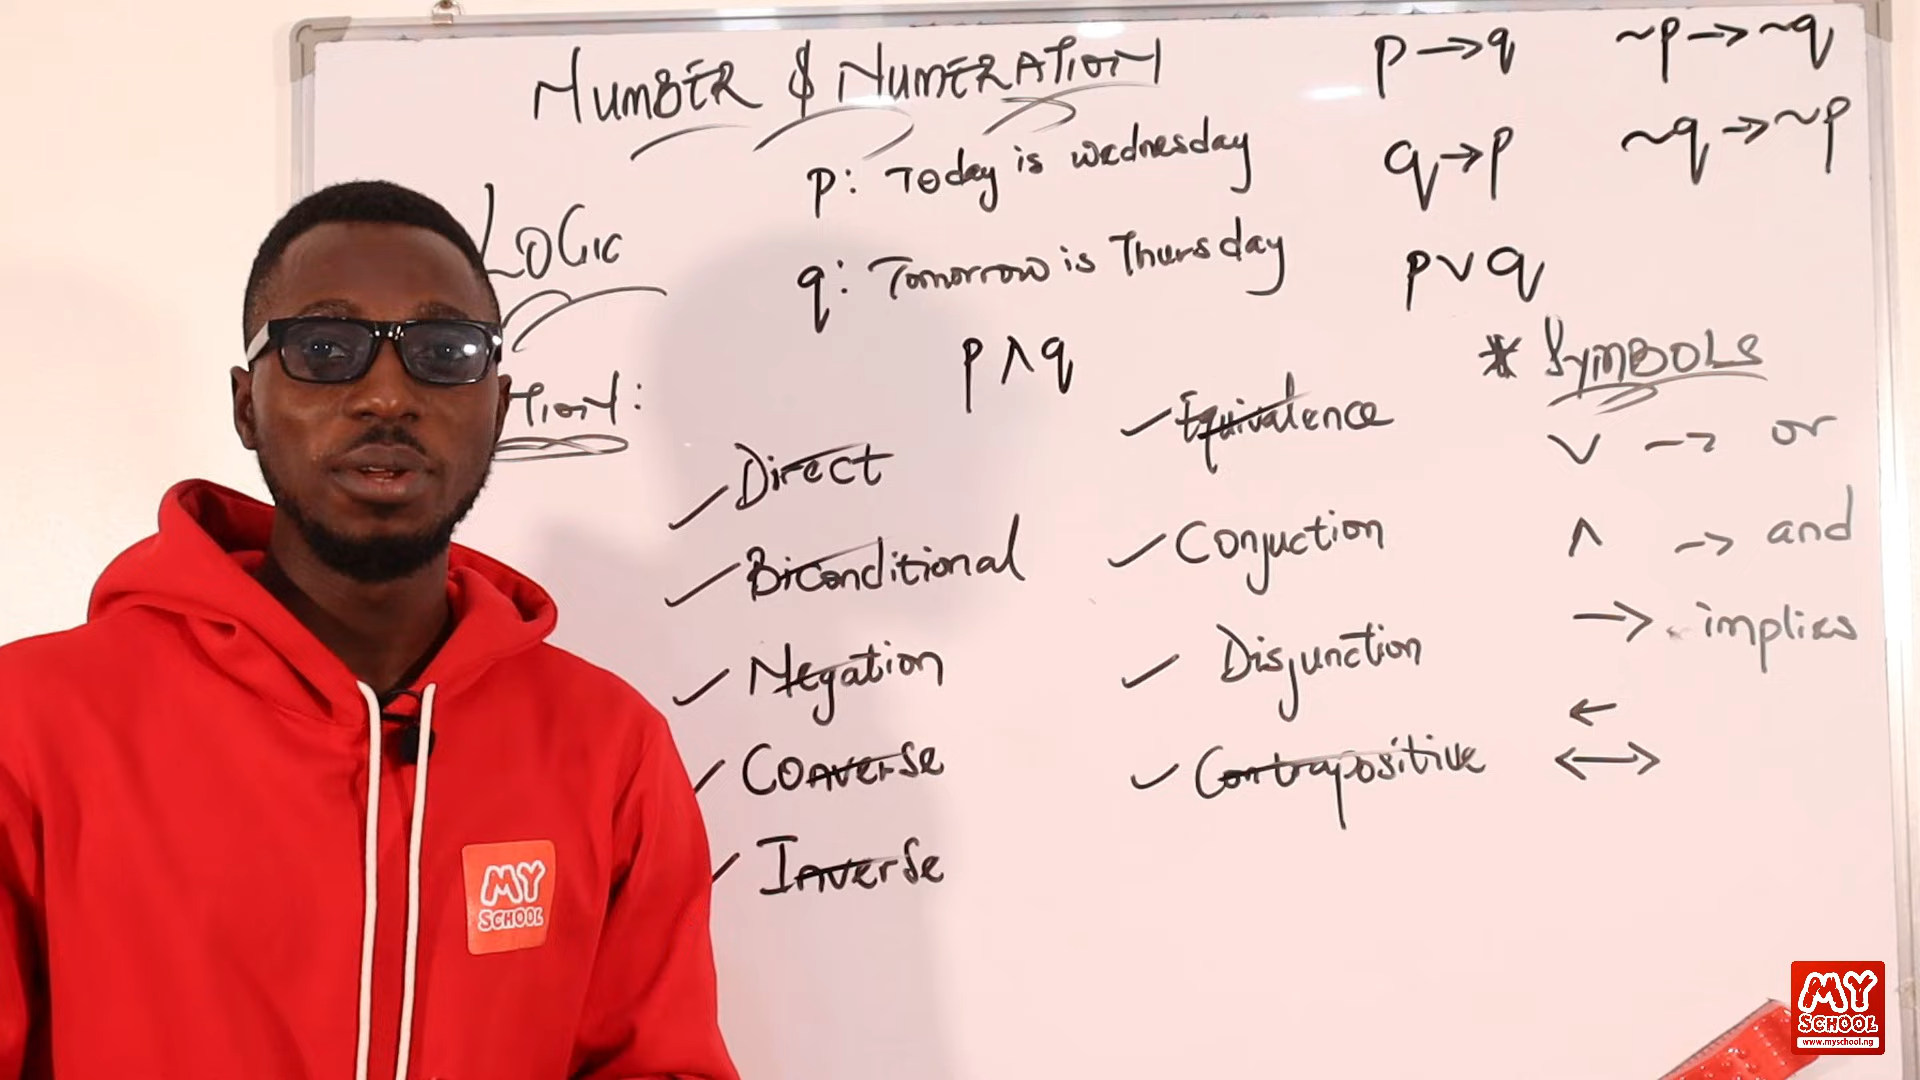 NUMBER & NUMERATION
LOGIC
TION:
p: Today is wednesday
q: Tomorrow is Thursday
p ∧ q
p → q
~p → ~q
q → p
~q → ~p
p ∨ q
Direct
Biconditional
Negation
Converse
Inverse
Equivalence
Conjuction
Disjunction
Contrapositive
* SYMBOLS
∨ → or
∧ → and
→ . implies
←
↔
MY
SCHOOL
MY
SCHOOL
www.myschool.ng